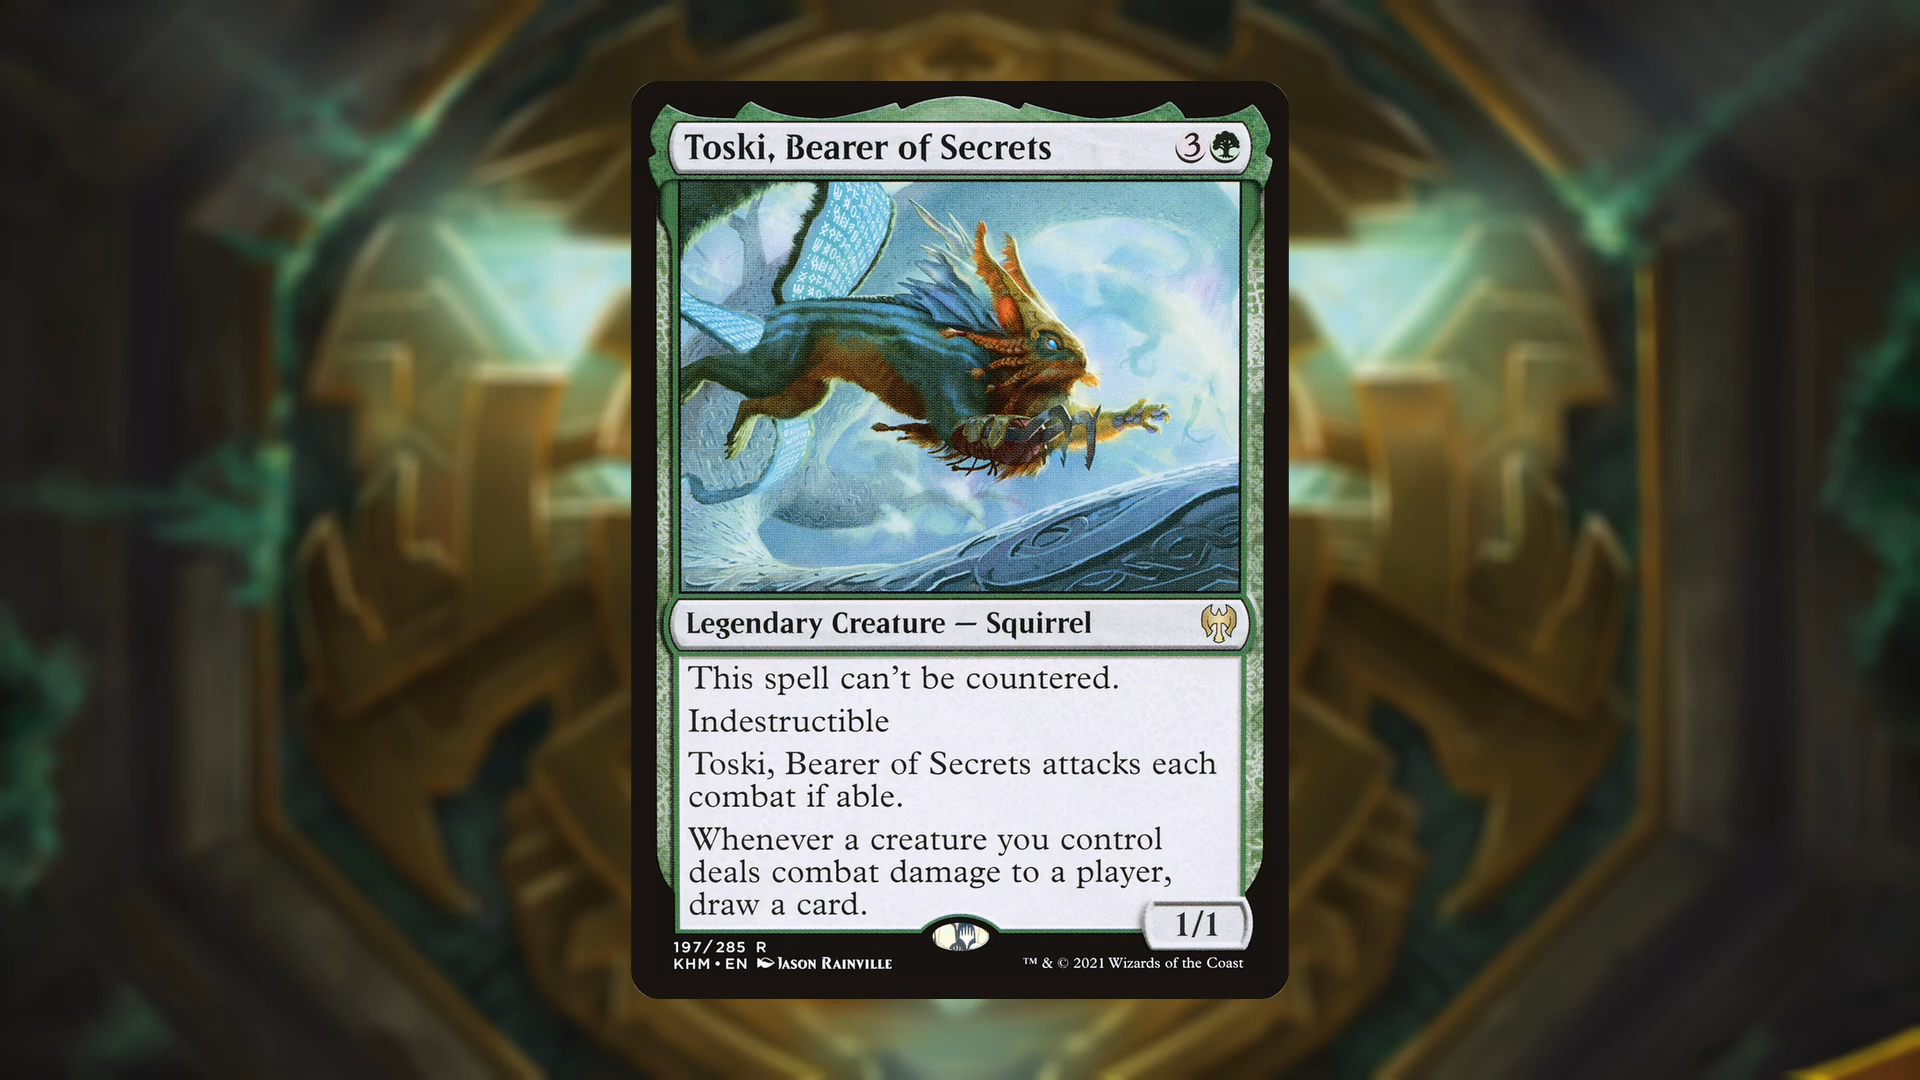 Toski, Bearer of Secrets 3
Legendary Creature — Squirrel
This spell can't be countered.
Indestructible
Toski, Bearer of Secrets attacks each
combat if able.
Whenever a creature you control
deals combat damage to a player,
draw a card.
1/1
197/285 R
KHM • EN Jason Rainville
™ & © 2021 Wizards of the Coast